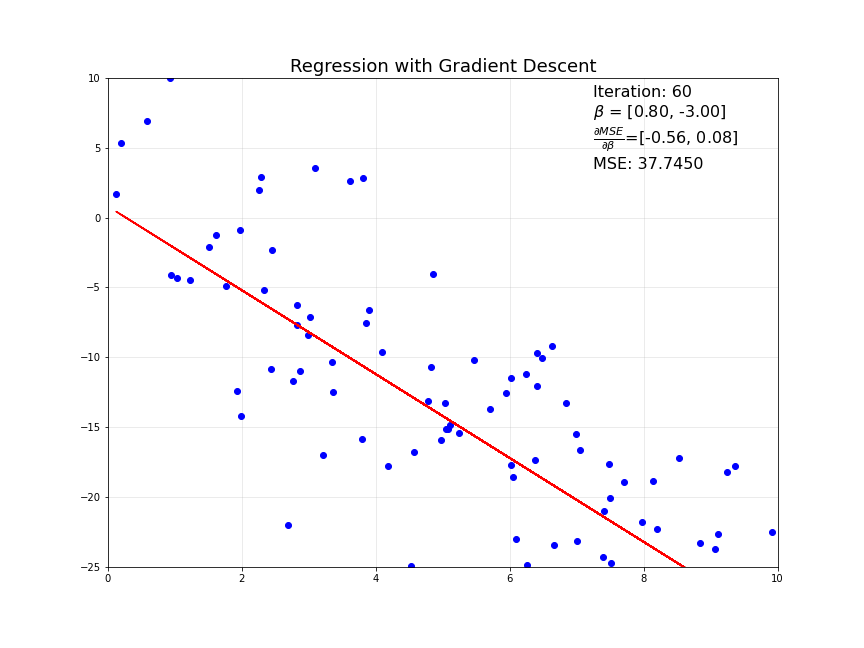 Regression with Gradient Descent
Iteration: 60
β = [0.80, -3.00]
∂MSE/∂β=[-0.56, 0.08]
MSE: 37.7450
10
5
0
−5
−10
−15
−20
−25
0 2 4 6 8 10